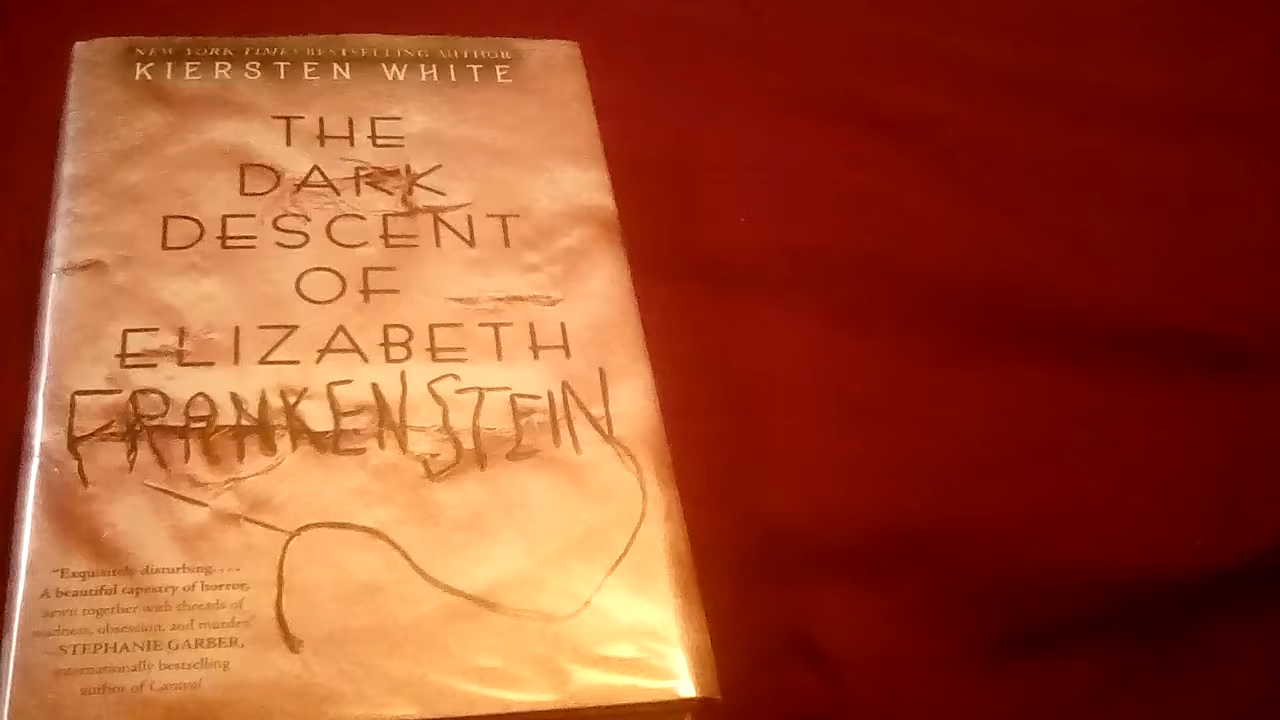 NEW YORK TIMES BESTSELLING AUTHOR
KIERSTEN WHITE
THE
DARK
DESCENT
OF
ELIZABETH
FRANKENSTEIN
"Exquisitely disturbing....
A beautiful tapestry of horror,
sewn together with threads of
madness, obsession, and murder"
—STEPHANIE GARBER,
internationally bestselling
author of Caraval